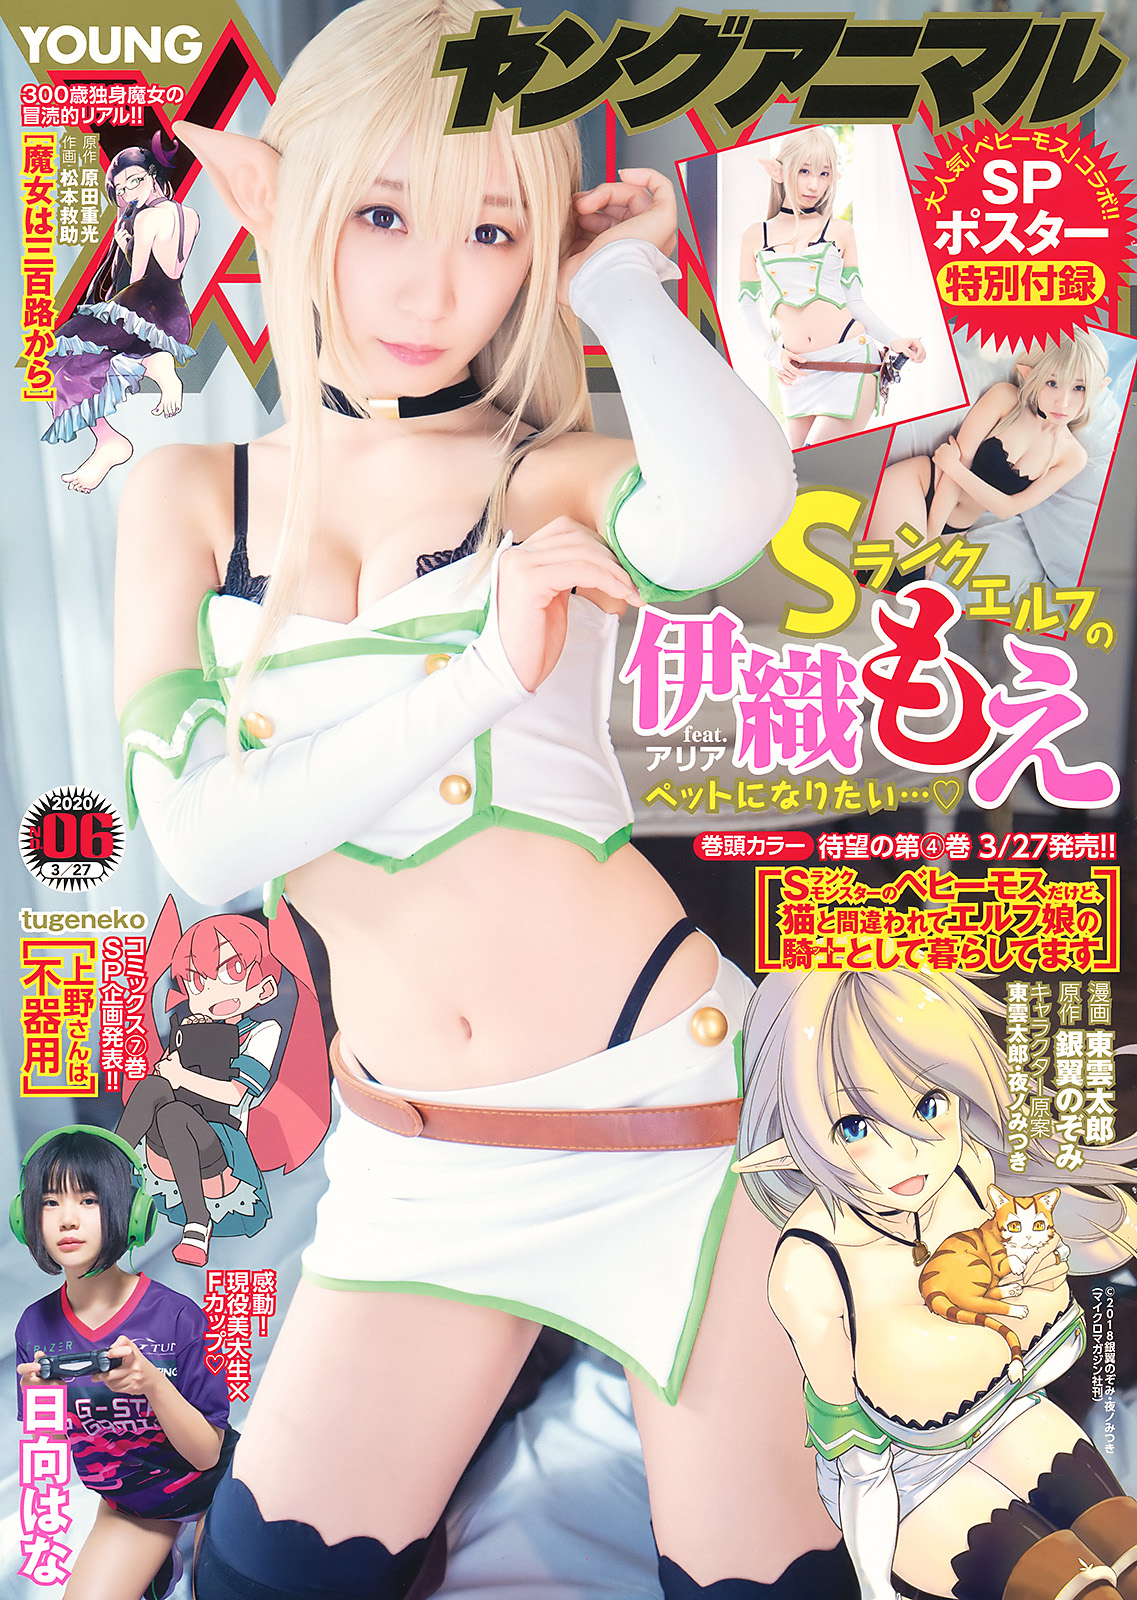 YOUNG
ヤングアニマル
300歳独身魔女の
冒涜的リアル!!
原作 原田重光
作画 松本救助
[魔女は三百路から]
大人気「ベヒーモス」コラボ!!
SP
ポスター
特別付録
Sランクエルフの
伊織もえ
feat.
アリア
ペットになりたい…♡
2020
NO.06
3/27
巻頭カラー 待望の第④巻 3/27発売!!
[Sランクモンスターのベヒーモスだけど、
猫と間違われてエルフ娘の
騎士として暮らしてます]
漫画 東雲太郎
原作 銀翼のぞみ
キャラクター原案
東雲太郎・夜ノみつき
©2018銀翼のぞみ・夜ノみつき
(マイクロマガジン社刊)
tugeneko
コミックス⑦巻
SP企画発表!!
[上野さんは
不器用]
感動!
現役美大生×
Fカップ♡
日向はな
RAZER
G-STAR
Gaming